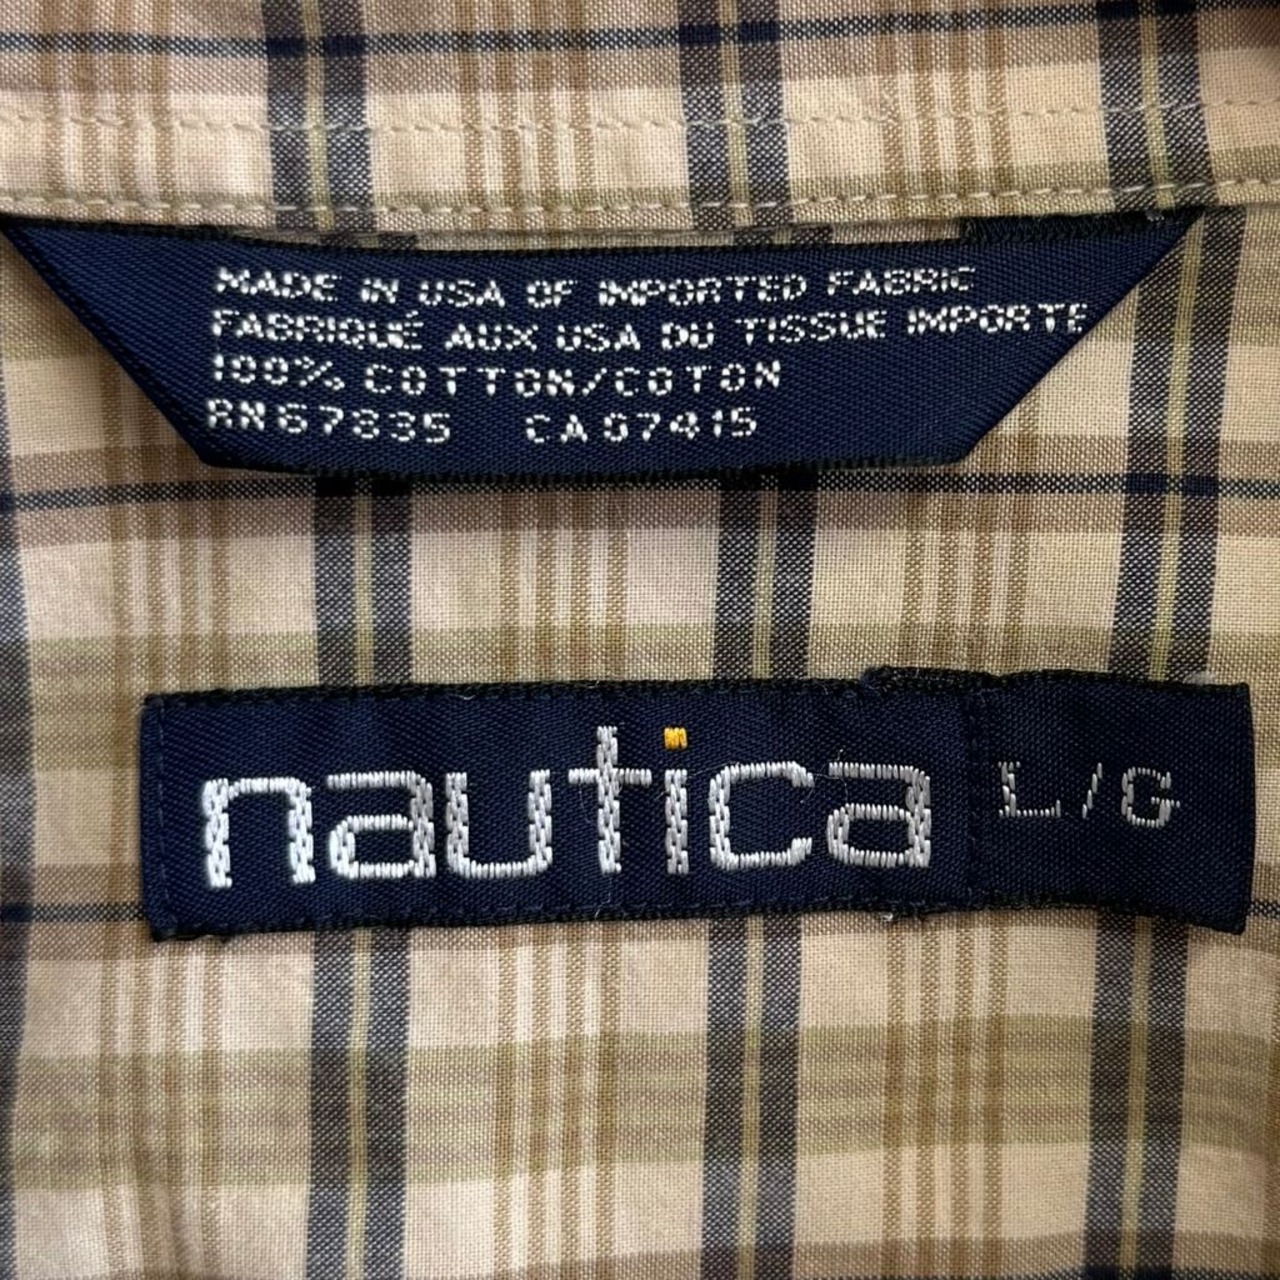 MADE IN USA OF IMPORTED FABRIC
FABRIQUÉ AUX USA DU TISSUE IMPORTE
100% COTTON/COTON
RN67835 CA07415
nautica L/G